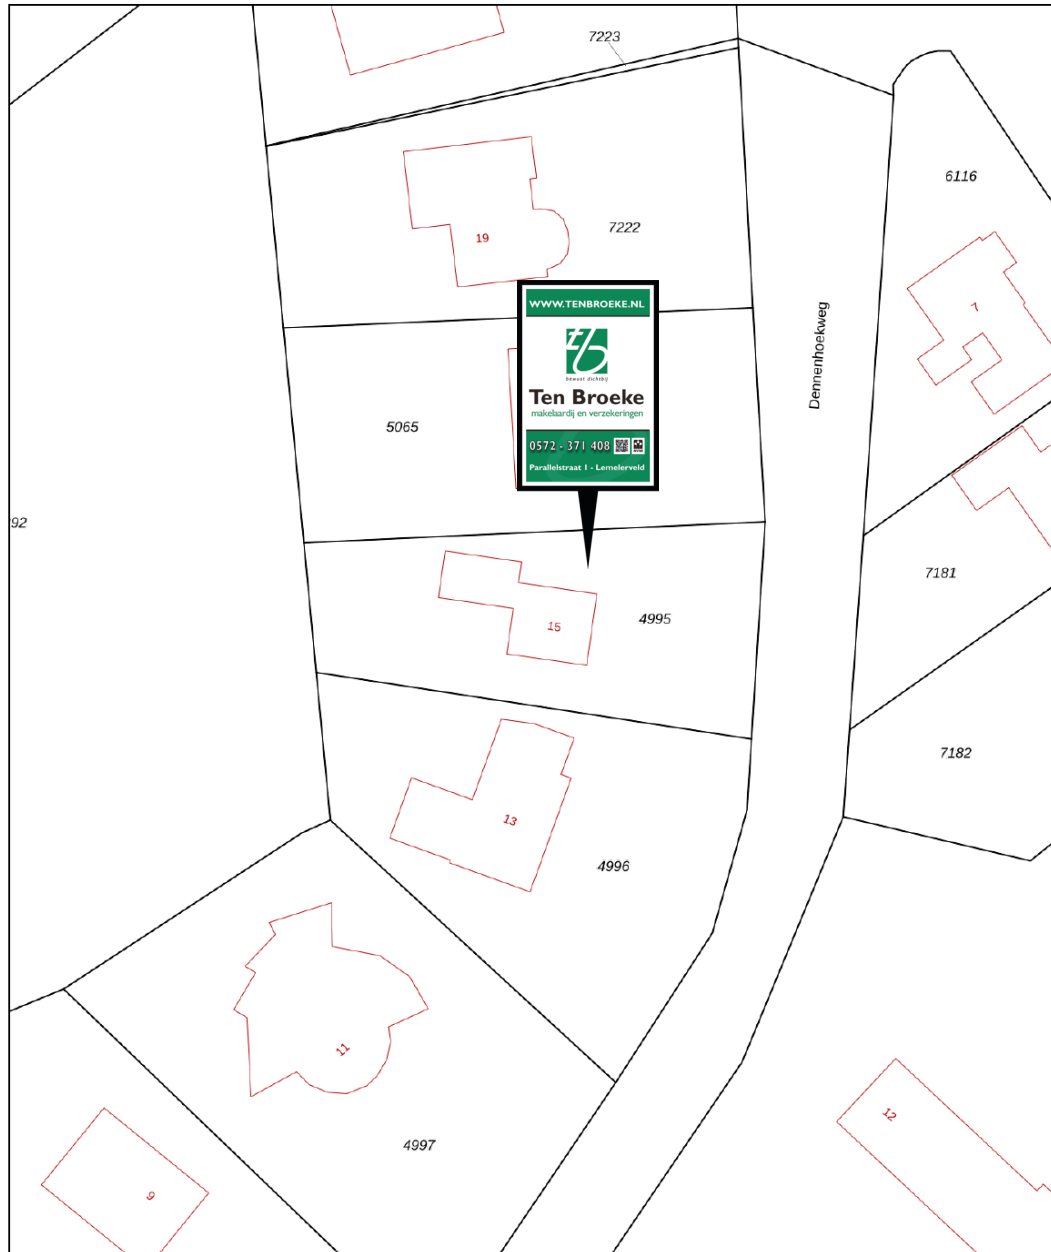 7223
6116
7222
19
7
WWW.TENBROEKE.NL
tb
bewust dichtbij
Ten Broeke
makelaardij en verzekeringen
0572 - 371 408
Parallelstraat 1 - Lemelerveld
Dennenhoekweg
5065
92
7181
4995
15
7182
13
4996
11
12
4997
9